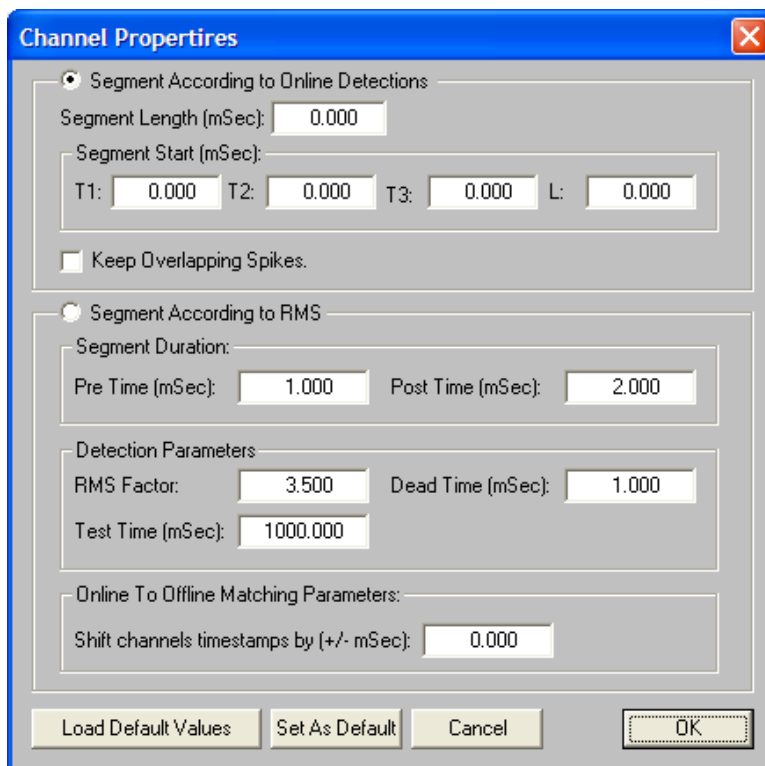 Channel Propertires
Segment According to Online Detections
Segment Length (mSec): 0.000
Segment Start (mSec):
T1: 0.000 T2: 0.000 T3: 0.000 L: 0.000
Keep Overlapping Spikes.
Segment According to RMS
Segment Duration:
Pre Time (mSec): 1.000 Post Time (mSec): 2.000
Detection Parameters
RMS Factor: 3.500 Dead Time (mSec): 1.000
Test Time (mSec): 1000.000
Online To Offline Matching Parameters:
Shift channels timestamps by (+/- mSec): 0.000
Load Default Values Set As Default Cancel OK